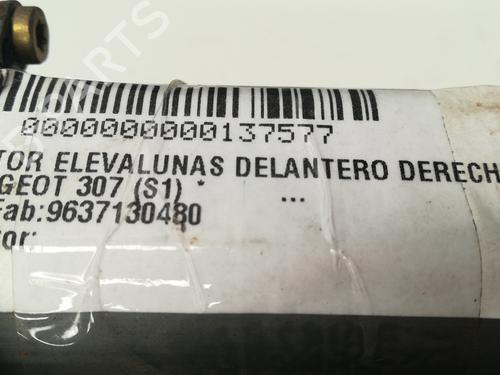 0000000000137577
TOR ELEVALUNAS DELANTERO DERECH
GEOT 307 (S1) * ...
Fab:9637130480
tor: